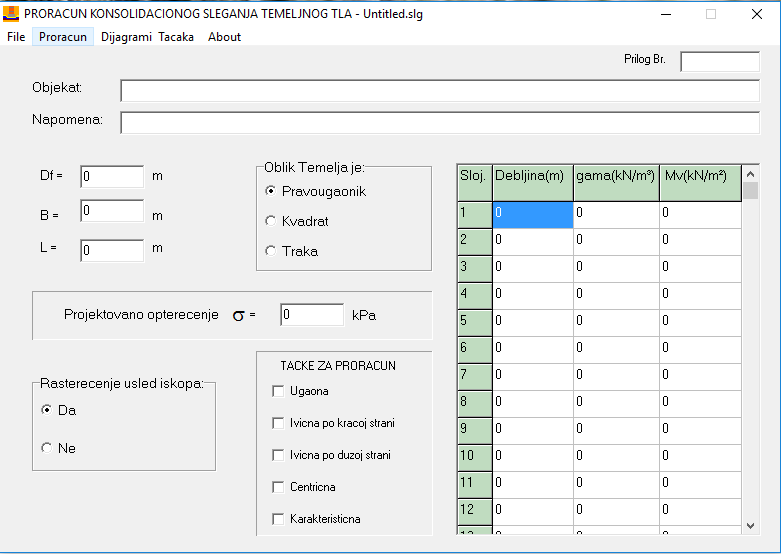 PRORACUN KONSOLIDACIONOG SLEGANJA TEMELJNOG TLA - Untitled.slg
File Proracun Dijagrami Tacaka About
Prilog Br.
Objekat:
Napomena:
Df = 0 m
B = 0 m
L = 0 m
Oblik Temelja je:
Pravougaonik
Kvadrat
Traka
Projektovano opterecenje σ = 0 kPa
Rasterecenje usled iskopa:
Da
Ne
TACKE ZA PRORACUN
Ugaona
Ivicna po kracoj strani
Ivicna po duzoj strani
Centricna
Karakteristicna
Sloj. Debljina(m) gama(kN/m³) Mv(kN/m²)
1 0 0 0
2 0 0 0
3 0 0 0
4 0 0 0
5 0 0 0
6 0 0 0
7 0 0 0
8 0 0 0
9 0 0 0
10 0 0 0
11 0 0 0
12 0 0 0